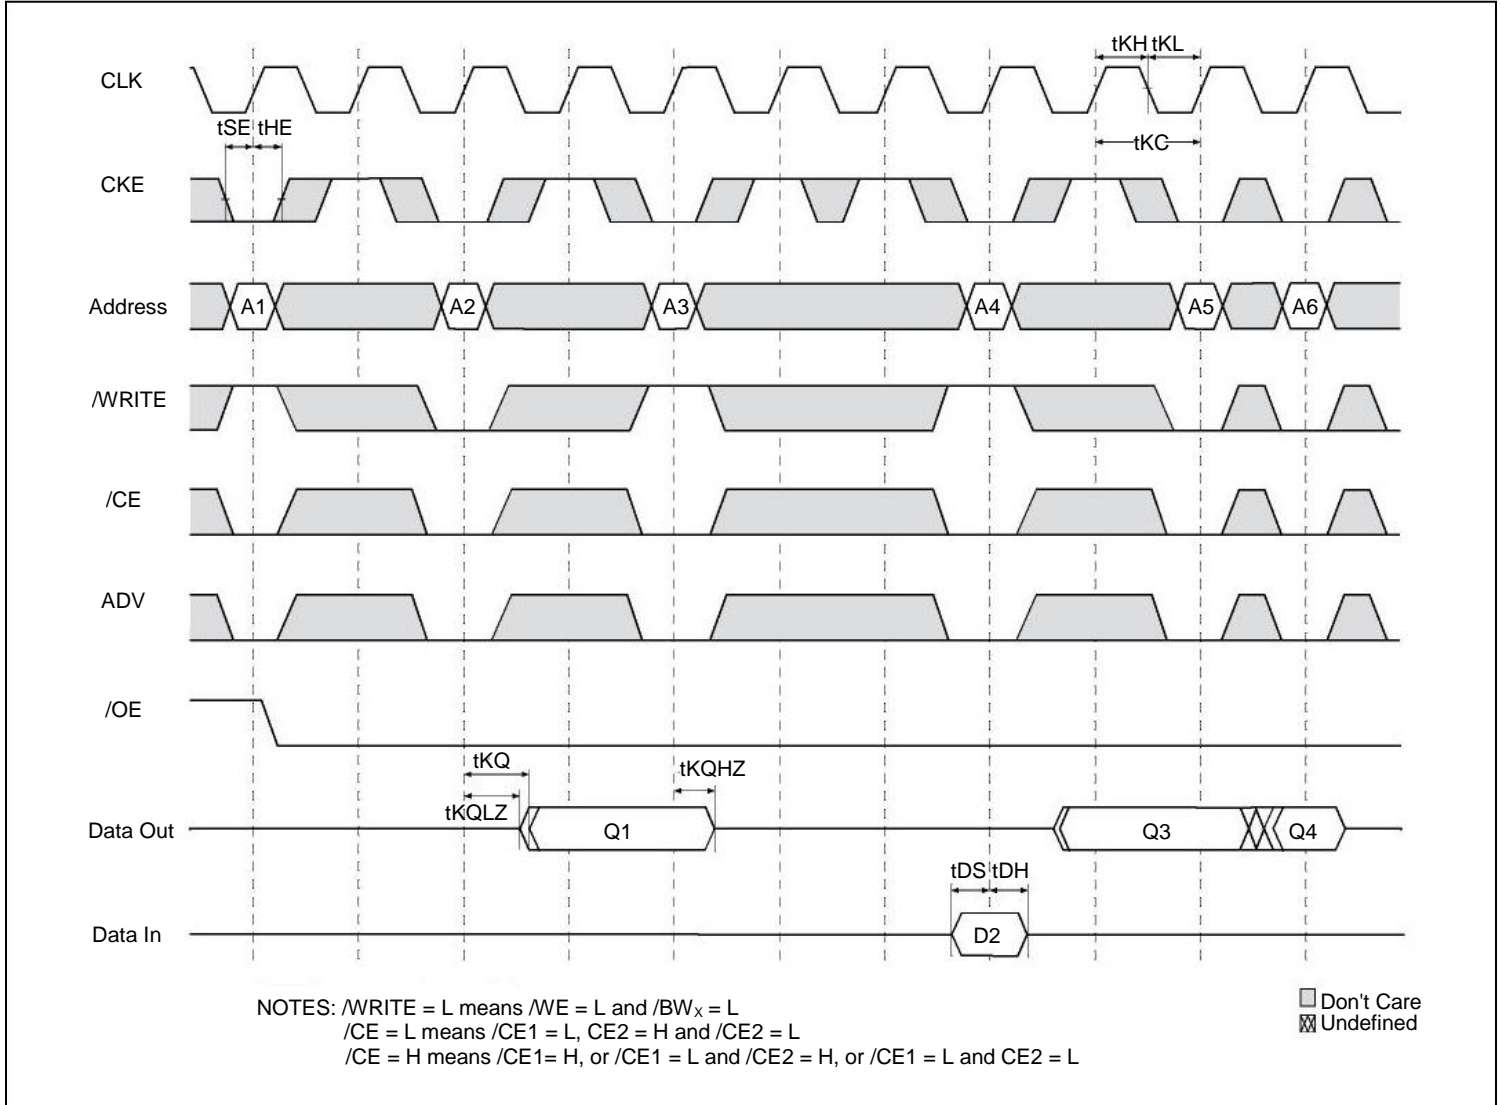 tKH tKL
CLK
tSE tHE
tKC
CKE
Address A1 A2 A3 A4 A5 A6
/WRITE
/CE
ADV
/OE
tKQ tKQHZ
tKQLZ
Data Out Q1 Q3 Q4
tDS tDH
Data In D2
NOTES: /WRITE = L means /WE = L and /BWX = L
/CE = L means /CE1 = L, CE2 = H and /CE2 = L
/CE = H means /CE1= H, or /CE1 = L and /CE2 = H, or /CE1 = L and CE2 = L
Don't Care
Undefined